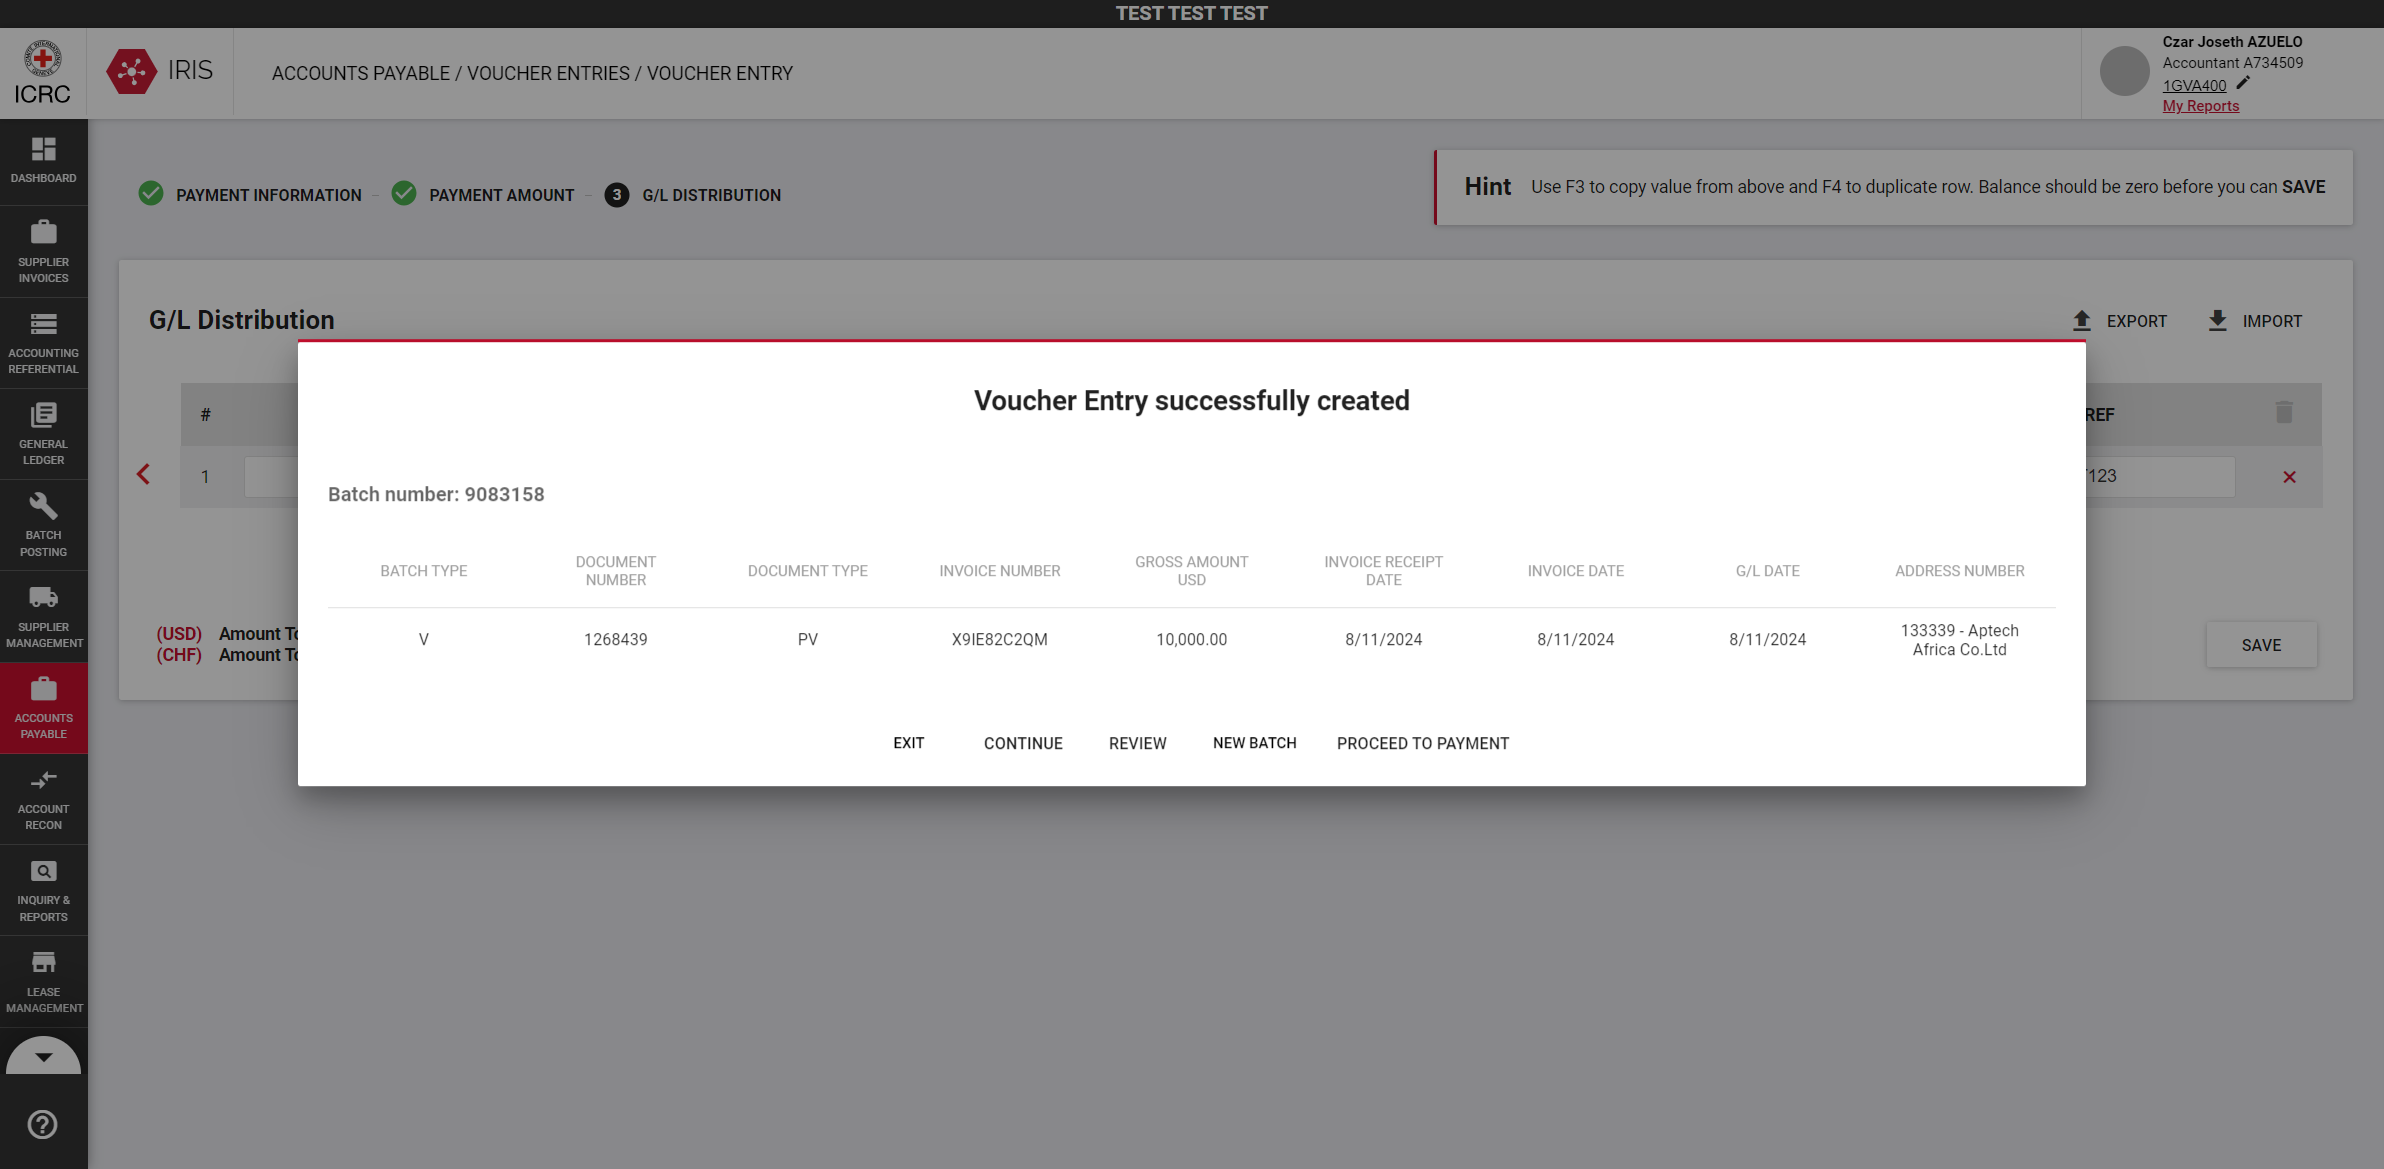 TEST TEST TEST
ICRC
IRIS
ACCOUNTS PAYABLE / VOUCHER ENTRIES / VOUCHER ENTRY
Czar Joseth AZUELO
Accountant A734509
1GVA400
My Reports
DASHBOARD
SUPPLIER
INVOICES
ACCOUNTING
REFERENTIAL
GENERAL
LEDGER
BATCH
POSTING
SUPPLIER
MANAGEMENT
ACCOUNTS
PAYABLE
ACCOUNT
RECON
INQUIRY &
REPORTS
LEASE
MANAGEMENT
PAYMENT INFORMATION
PAYMENT AMOUNT
3 G/L DISTRIBUTION
Hint Use F3 to copy value from above and F4 to duplicate row. Balance should be zero before you can SAVE
G/L Distribution
EXPORT
IMPORT
#
REF
1
123
(USD) Amount
(CHF) Amount
SAVE
Voucher Entry successfully created
Batch number: 9083158
BATCH TYPE
DOCUMENT
NUMBER
DOCUMENT TYPE
INVOICE NUMBER
GROSS AMOUNT
USD
INVOICE RECEIPT
DATE
INVOICE DATE
G/L DATE
ADDRESS NUMBER
V
1268439
PV
X9IE82C2QM
10,000.00
8/11/2024
8/11/2024
8/11/2024
133339 - Aptech
Africa Co.Ltd
EXIT
CONTINUE
REVIEW
NEW BATCH
PROCEED TO PAYMENT